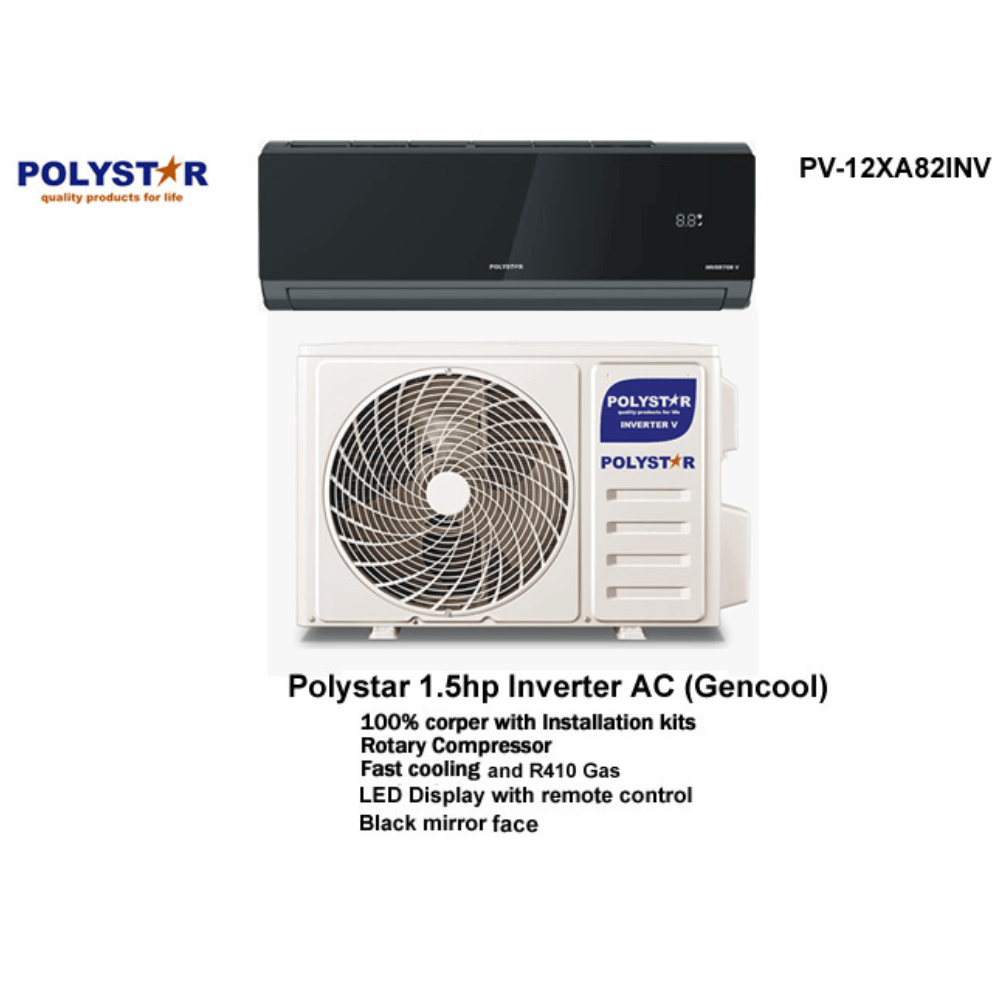 POLYSTAR
quality products for life
PV-12XA82INV
8.8
POLYSTAR
INVERTER V
POLYSTAR
quality products for life
INVERTER V
POLYSTAR
Polystar 1.5hp Inverter AC (Gencool)
100% corper with Installation kits
Rotary Compressor
Fast cooling and R410 Gas
LED Display with remote control
Black mirror face